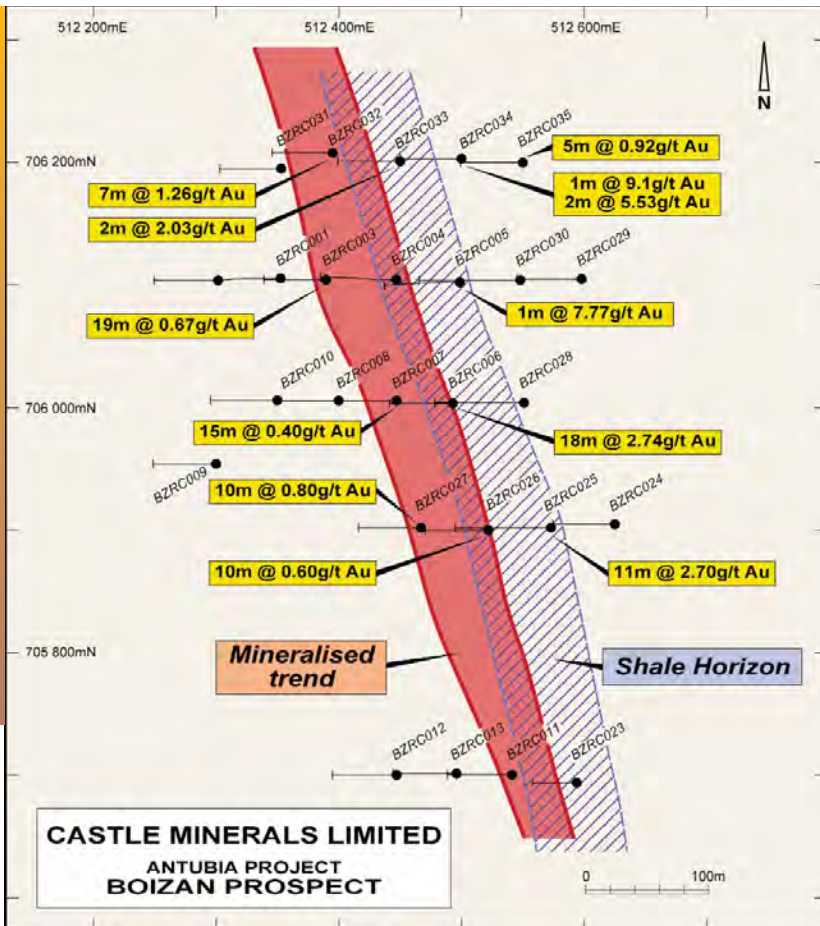 512 200mE
512 400mE
512 600mE
N
BZRC031
BZRC032
BZRC033
BZRC034
BZRC035
706 200mN
5m @ 0.92g/t Au
7m @ 1.26g/t Au
1m @ 9.1g/t Au
2m @ 5.53g/t Au
2m @ 2.03g/t Au
BZRC001
BZRC003
BZRC004
BZRC005
BZRC030
BZRC029
19m @ 0.67g/t Au
1m @ 7.77g/t Au
BZRC010
BZRC008
BZRC007
BZRC006
BZRC028
706 000mN
15m @ 0.40g/t Au
18m @ 2.74g/t Au
BZRC009
10m @ 0.80g/t Au
BZRC027
BZRC026
BZRC025
BZRC024
10m @ 0.60g/t Au
11m @ 2.70g/t Au
705 800mN
Mineralised
trend
Shale Horizon
BZRC012
BZRC013
BZRC011
BZRC023
CASTLE MINERALS LIMITED
ANTUBIA PROJECT
BOIZAN PROSPECT
0
100m